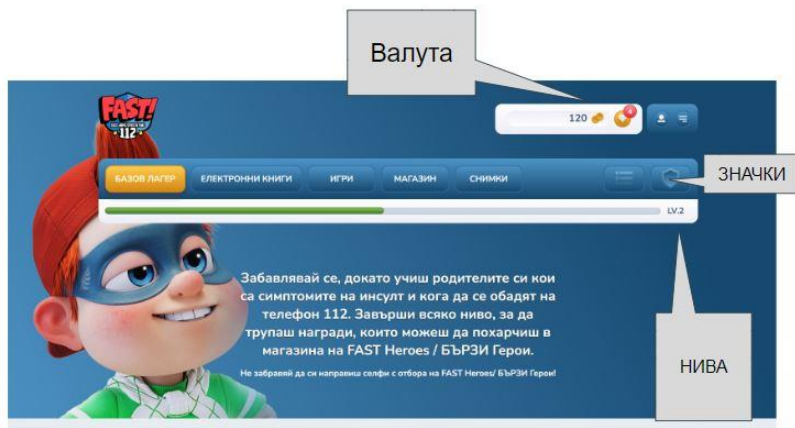 Валута
FAST!
112
120
4
БАЗОВ ЛАГЕР
ЕЛЕКТРОННИ КНИГИ
ИГРИ
МАГАЗИН
СНИМКИ
ЗНАЧКИ
LV.2
Забавлявай се, докато учиш родителите си кои
са симптомите на инсулт и кога да се обадят на
телефон 112. Завърши всяко ниво, за да
трупаш награди, които можеш да похарчиш в
магазина на FAST Heroes / БЪРЗИ Герои.
Не забравяй да си направиш селфи с отбора на FAST Heroes/ БЪРЗИ Герои!
НИВА